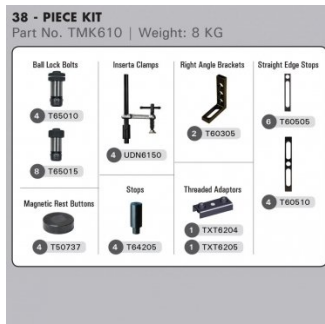 38 - PIECE KIT
Part No. TMK610 | Weight: 8 KG
Ball Lock Bolts
4 T65010
8 T65015
Magnetic Rest Buttons
4 T50737
Inserta Clamps
4 UDN6150
Stops
4 T64205
Right Angle Brackets
2 T60305
Threaded Adaptors
1 TXT6204
1 TXT6205
Straight Edge Stops
6 T60505
4 T60510